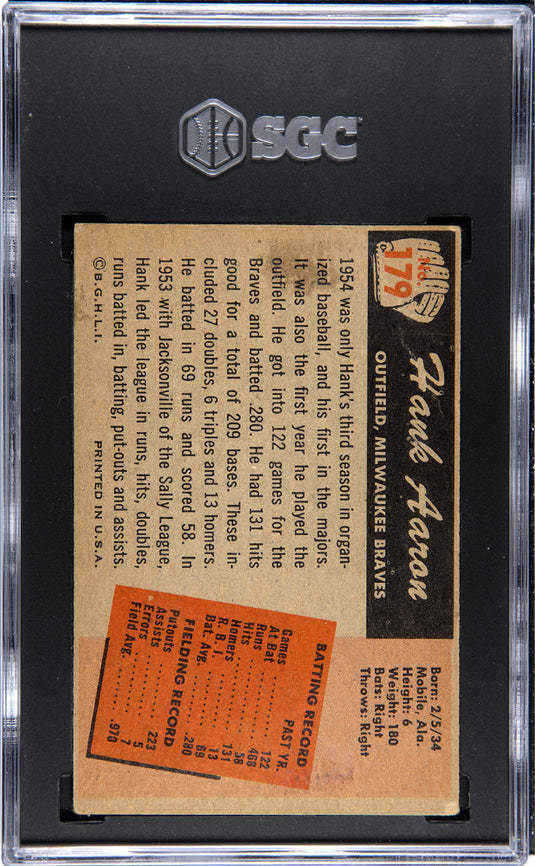 SGC
No
179
Hank Aaron
OUTFIELD, MILWAUKEE BRAVES
Born: 2/5/34
Mobile, Ala.
Height: 6
Weight: 180
Bats: Right
Throws: Right
1954 was only Hank's third season in organ-
ized baseball, and his first in the majors.
It was also the first year he played the
outfield. He got into 122 games for the
Braves and batted .280. He had 131 hits
good for a total of 209 bases. These in-
cluded 27 doubles, 6 triples and 13 homers.
He batted in 69 runs and scored 58. In
1953 with Jacksonville of the Sally League,
Hank led the league in runs, hits, doubles,
runs batted in, batting, put-outs and assists.
©B.G.H.L.I. PRINTED IN U.S.A.
BATTING RECORD
PAST YR.
Games ........ 122
At Bat ........ 468
Runs ........ 58
Hits ........ 131
Homers ........ 13
R. B. I. ........ 69
Bat. Avg. ........ .280
FIELDING RECORD
Putouts ........ 223
Assists ........ 5
Errors ........ 7
Field Avg. ........ .970